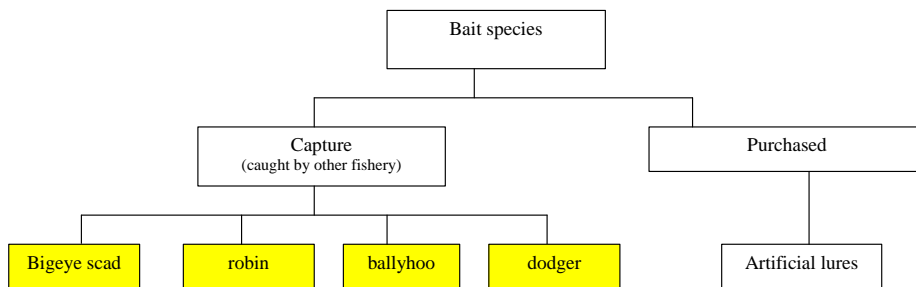 Bait species
Capture
(caught by other fishery)
Purchased
Bigeye scad
robin
ballyhoo
dodger
Artificial lures